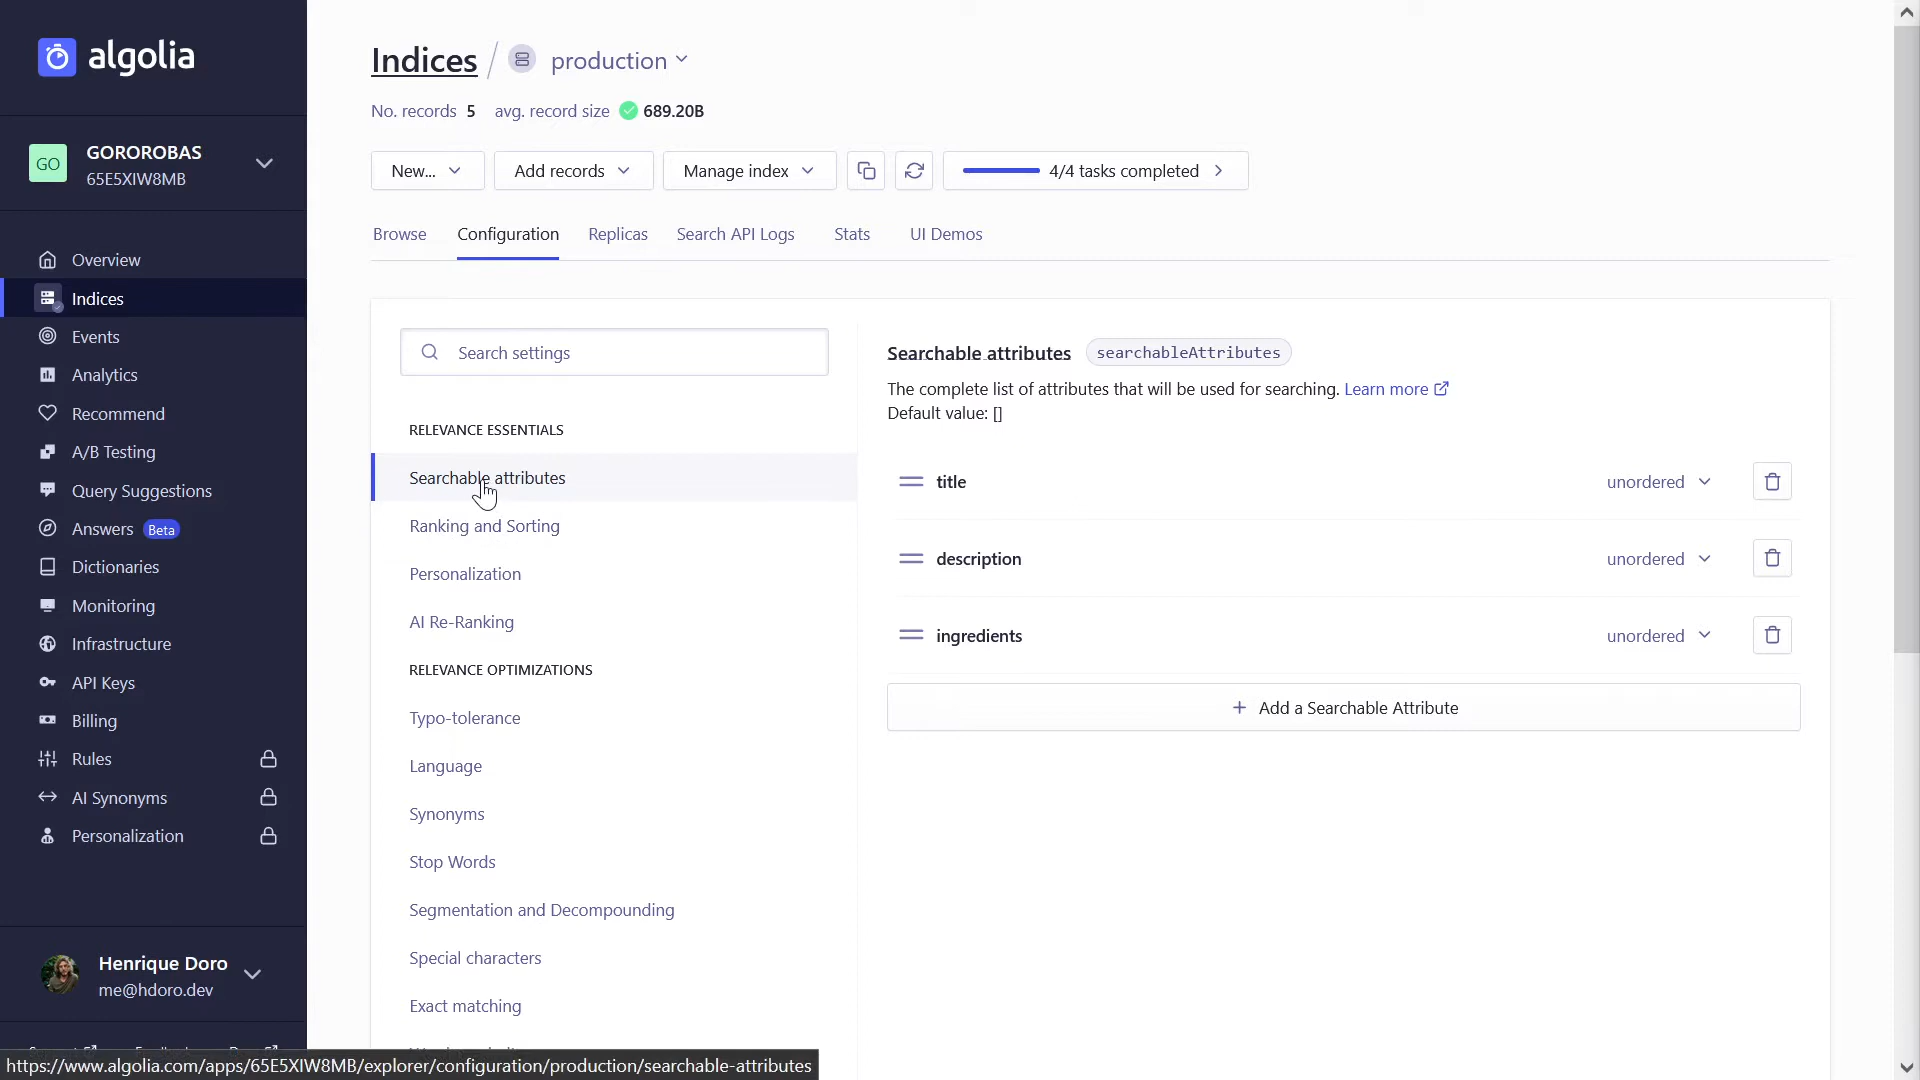 algolia
GO
GOROROBAS
65E5XIW8MB
Overview
Indices
Events
Analytics
Recommend
A/B Testing
Query Suggestions
Answers Beta
Dictionaries
Monitoring
Infrastructure
API Keys
Billing
Rules
AI Synonyms
Personalization
Henrique Doro
me@hdoro.dev
Indices / production
No. records 5 avg. record size 689.20B
New... Add records Manage index 4/4 tasks completed
Browse Configuration Replicas Search API Logs Stats UI Demos
Search settings
RELEVANCE ESSENTIALS
Searchable attributes
Ranking and Sorting
Personalization
AI Re-Ranking
RELEVANCE OPTIMIZATIONS
Typo-tolerance
Language
Synonyms
Stop Words
Segmentation and Decompounding
Special characters
Exact matching
Searchable attributes searchableAttributes
The complete list of attributes that will be used for searching. Learn more
Default value: []
title unordered
description unordered
ingredients unordered
+ Add a Searchable Attribute
https://www.algolia.com/apps/65E5XIW8MB/explorer/configuration/production/searchable-attributes